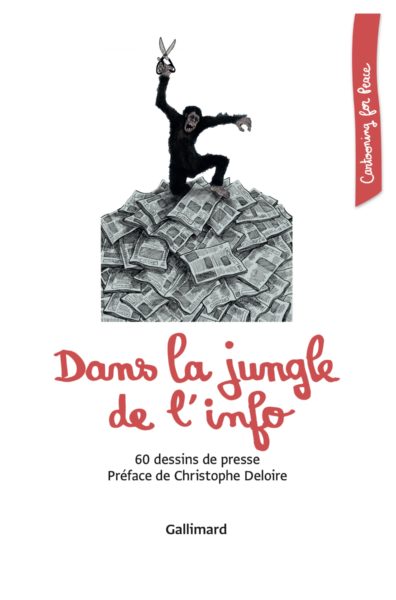 Cartooning for Peace
Dans la jungle
de l'info
60 dessins de presse
Préface de Christophe Deloire
Gallimard